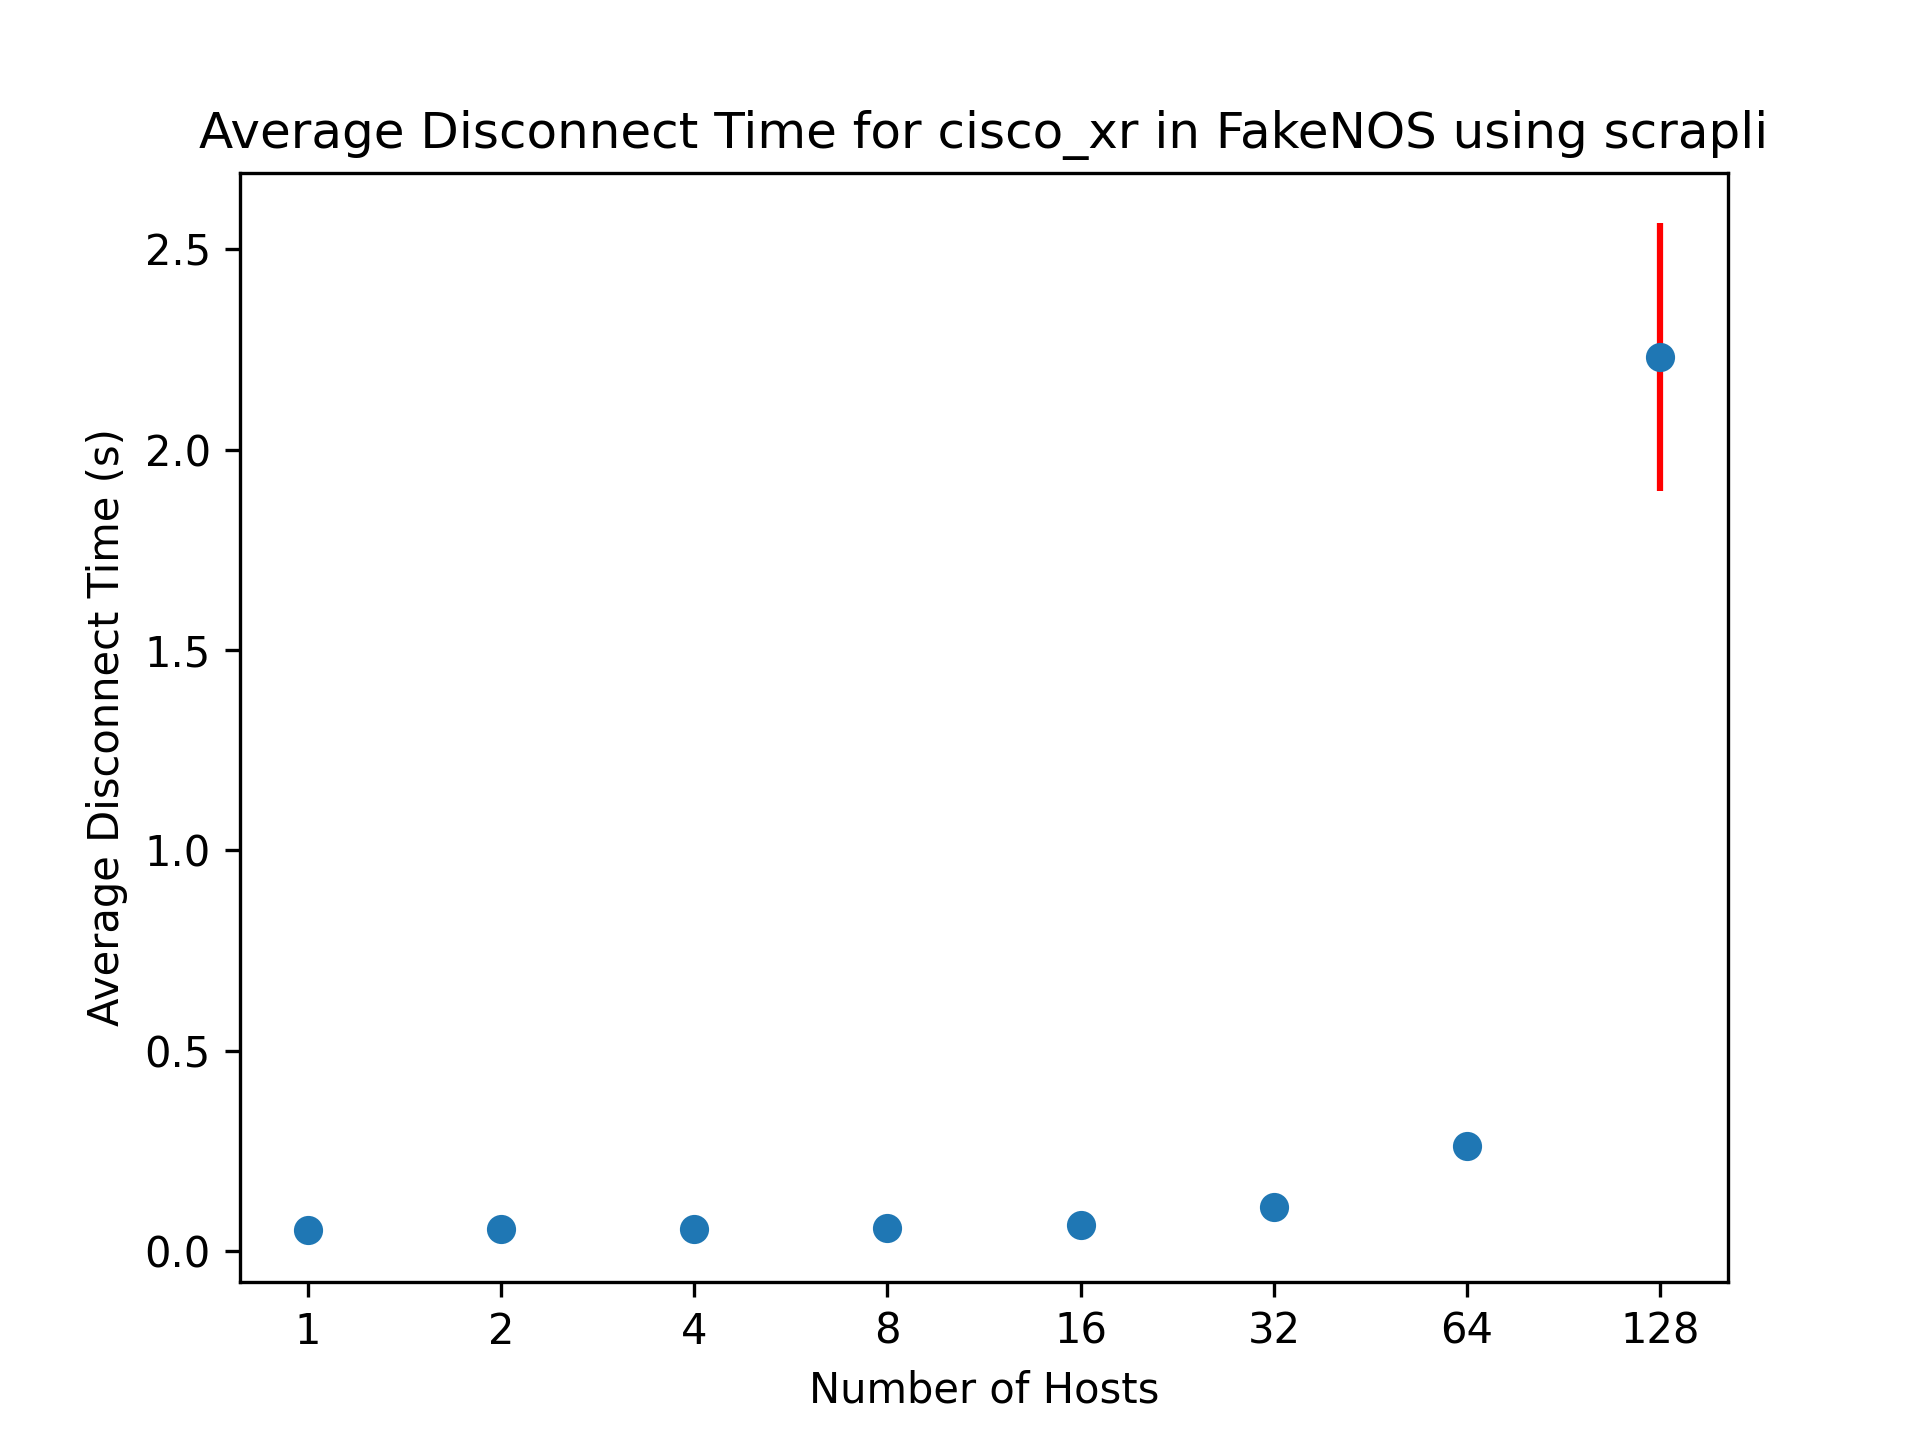 Average Disconnect Time for cisco_xr in FakeNOS using scrapli
Average Disconnect Time (s)
2.5
2.0
1.5
1.0
0.5
0.0
1 2 4 8 16 32 64 128
Number of Hosts